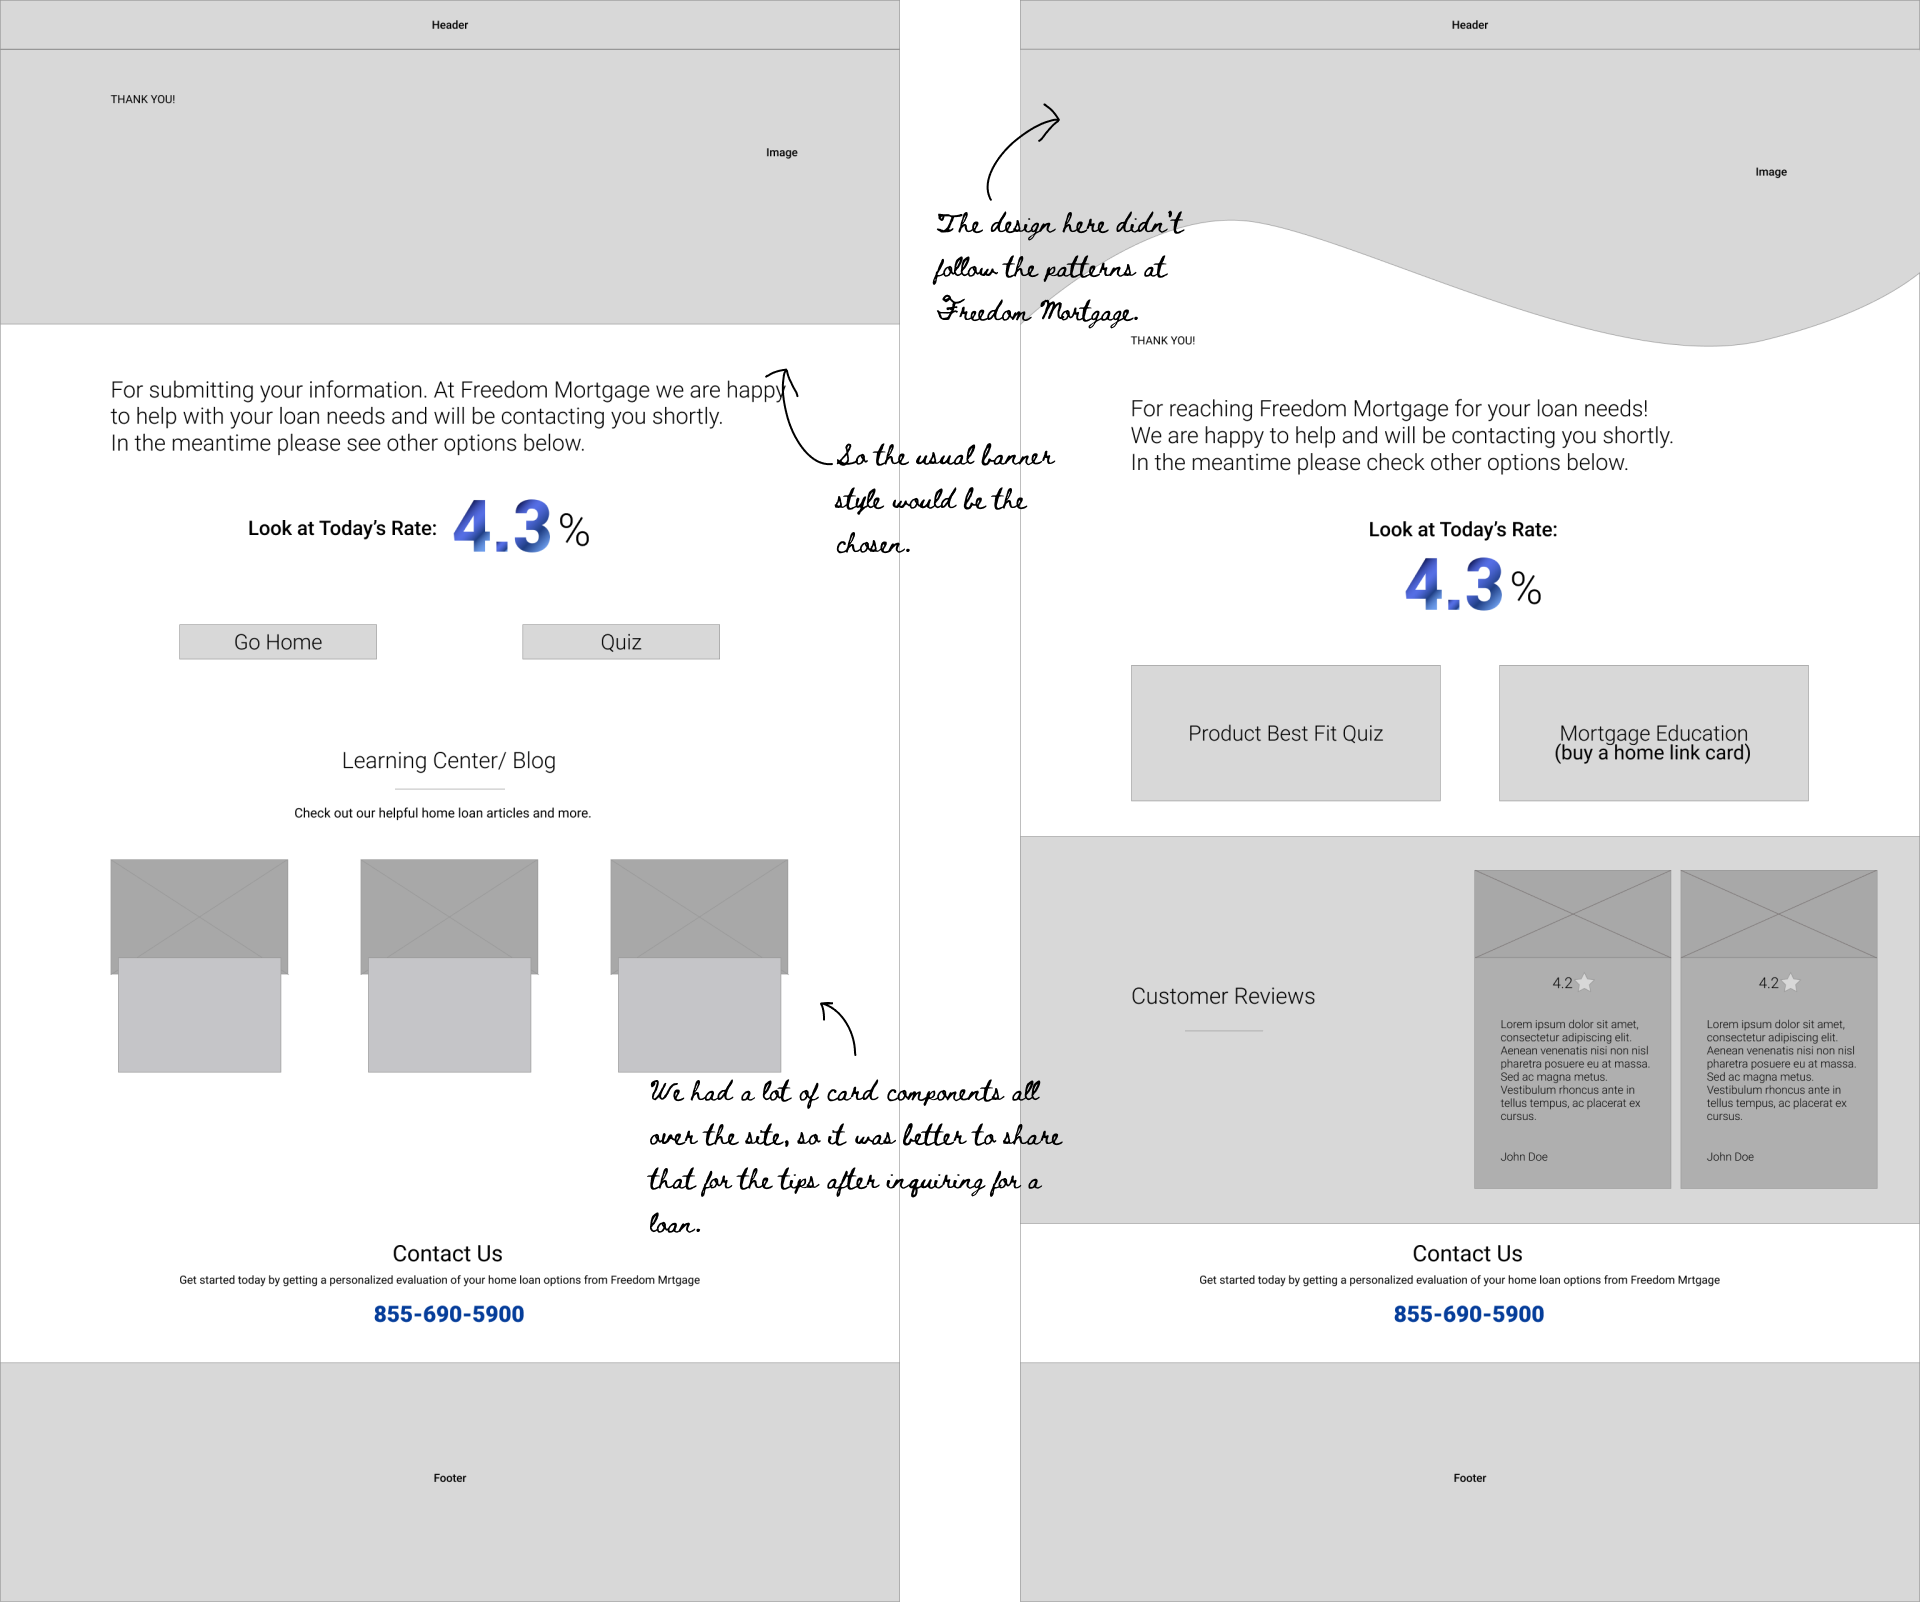 Header
THANK YOU!
Image
For submitting your information. At Freedom Mortgage we are happy
to help with your loan needs and will be contacting you shortly.
In the meantime please see other options below.
Look at Today's Rate: 4.3 %
Go Home
Quiz
Learning Center/ Blog
Check out our helpful home loan articles and more.
Contact Us
Get started today by getting a personalized evaluation of your home loan options from Freedom Mrtgage
855-690-5900
Footer
The design here didn't
follow the patterns at
Freedom Mortgage.
So the usual banner
style would be the
chosen.
We had a lot of card components all
over the site, so it was better to share
that for the tips after inquiring for a
loan.
Header
Image
THANK YOU!
For reaching Freedom Mortgage for your loan needs!
We are happy to help and will be contacting you shortly.
In the meantime please check other options below.
Look at Today's Rate:
4.3 %
Product Best Fit Quiz
Mortgage Education
(buy a home link card)
Customer Reviews
4.2
Lorem ipsum dolor sit amet,
consectetur adipiscing elit.
Aenean venenatis nisi non nisl
pharetra posuere eu at massa.
Sed ac magna metus.
Vestibulum rhoncus ante in
tellus tempus, ac placerat ex
cursus.
John Doe
4.2
Lorem ipsum dolor sit amet,
consectetur adipiscing elit.
Aenean venenatis nisi non nisl
pharetra posuere eu at massa.
Sed ac magna metus.
Vestibulum rhoncus ante in
tellus tempus, ac placerat ex
cursus.
John Doe
Contact Us
Get started today by getting a personalized evaluation of your home loan options from Freedom Mrtgage
855-690-5900
Footer